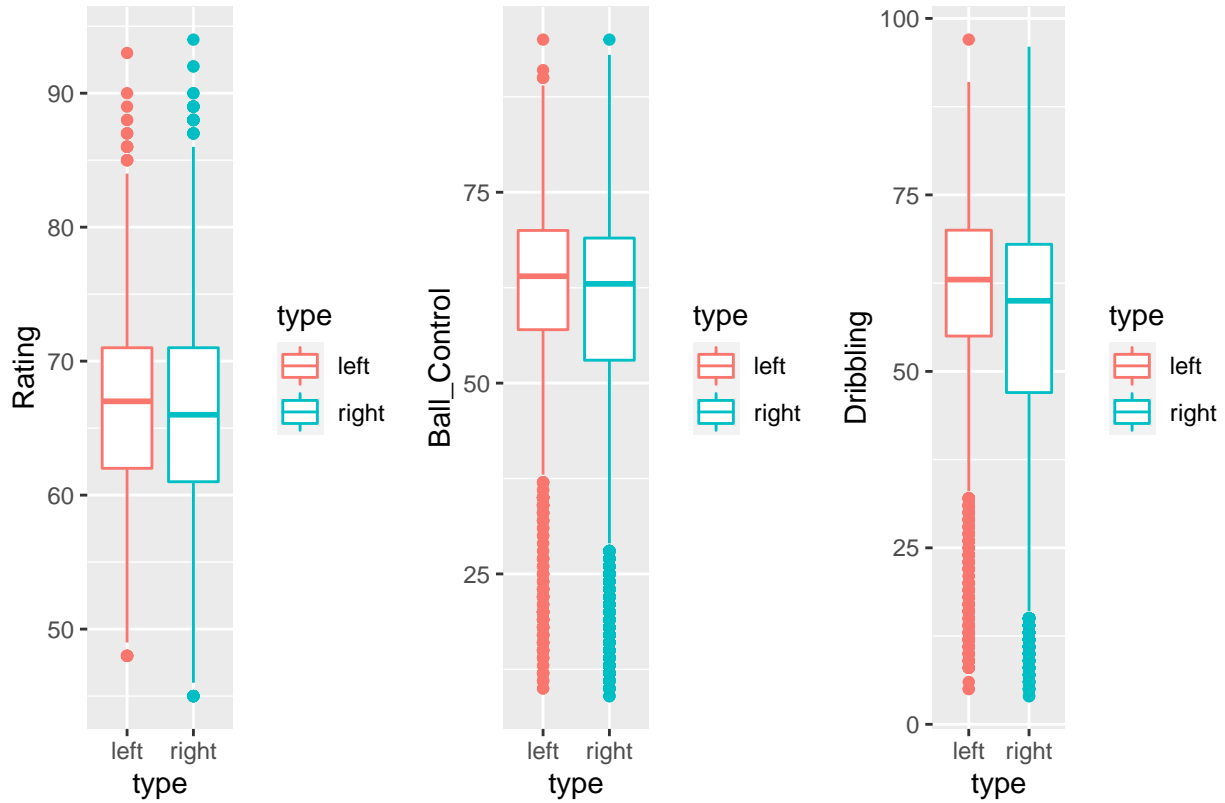 Rating
90
80
70
60
50
left right
type
type
left
right
Ball_Control
75
50
25
left right
type
type
left
right
Dribbling
100
75
50
25
0
left right
type
type
left
right